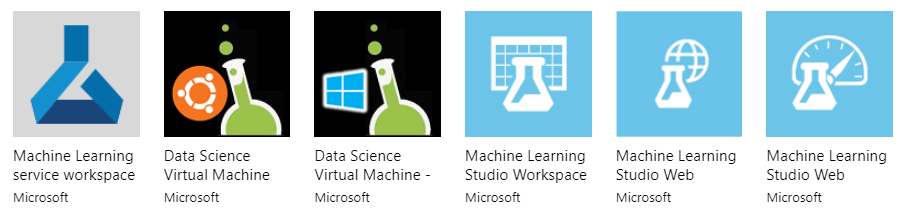 Machine Learning
service workspace
Microsoft
Data Science
Virtual Machine
Microsoft
Data Science
Virtual Machine -
Microsoft
Machine Learning
Studio Workspace
Microsoft
Machine Learning
Studio Web
Microsoft
Machine Learning
Studio Web
Microsoft